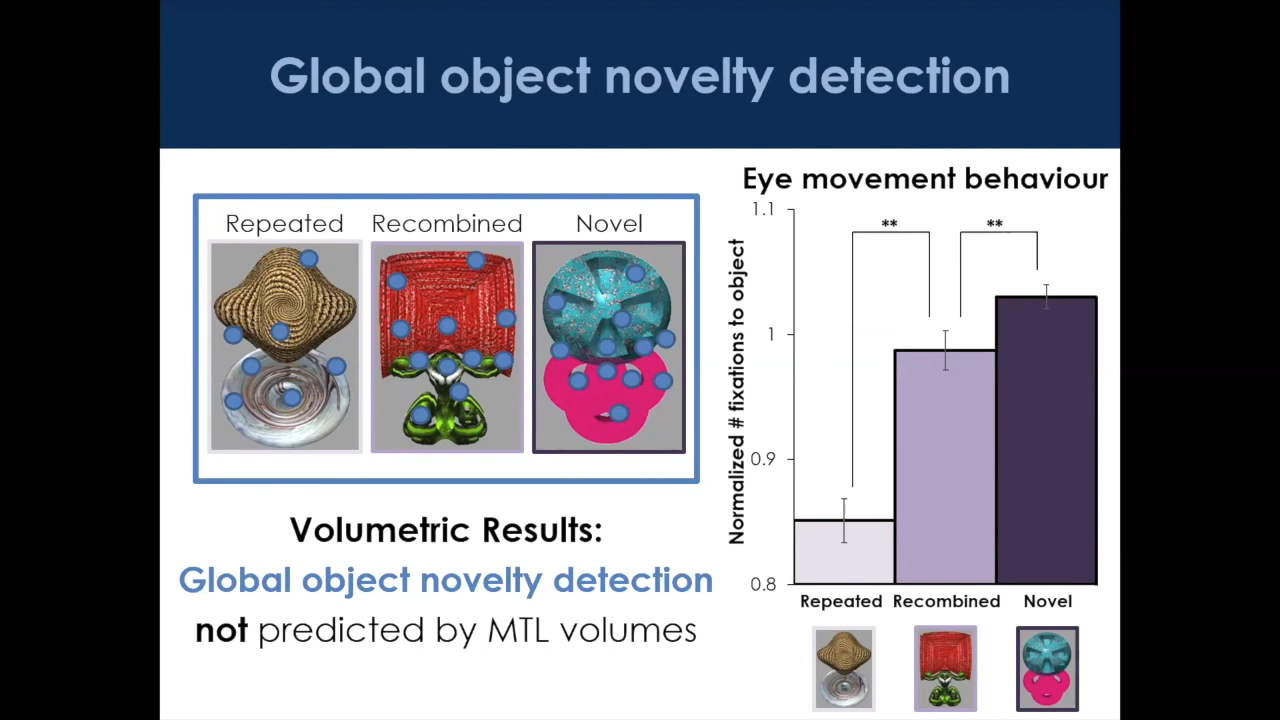 Global object novelty detection
Repeated Recombined Novel
Volumetric Results:
Global object novelty detection
not predicted by MTL volumes
Eye movement behaviour
Normalized # fixations to object
1.1
1
0.9
0.8
** **
Repeated Recombined Novel